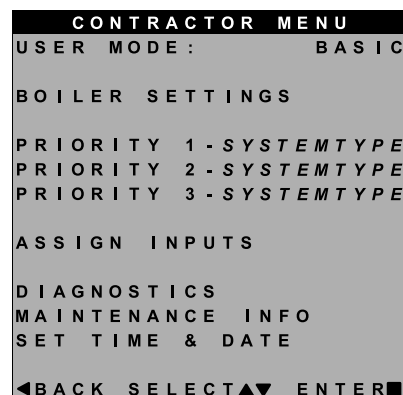 CONTRACTOR MENU
USER MODE: BASIC
BOILER SETTINGS
PRIORITY 1-SYSTEMTYPE
PRIORITY 2-SYSTEMTYPE
PRIORITY 3-SYSTEMTYPE
ASSIGN INPUTS
DIAGNOSTICS
MAINTENANCE INFO
SET TIME & DATE
◀BACK SELECT▲▼ ENTER■